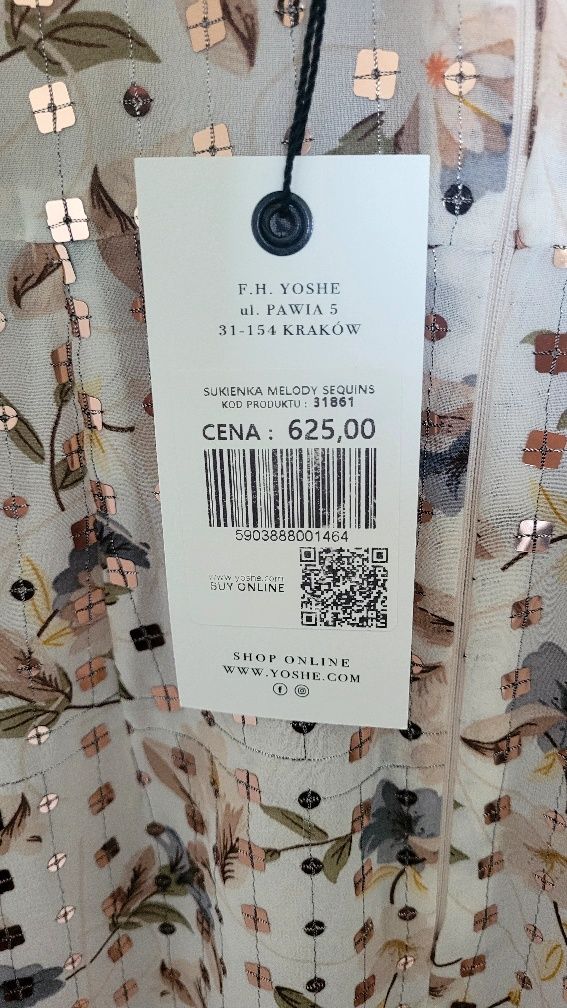 F.H. YOSHE
ul. PAWIA 5
31-154 KRAKÓW
SUKIENKA MELODY SEQUINS
KOD PRODUKTU : 31861
CENA : 625,00
5903888001464
www.yoshe.com
BUY ONLINE
SHOP ONLINE
WWW.YOSHE.COM